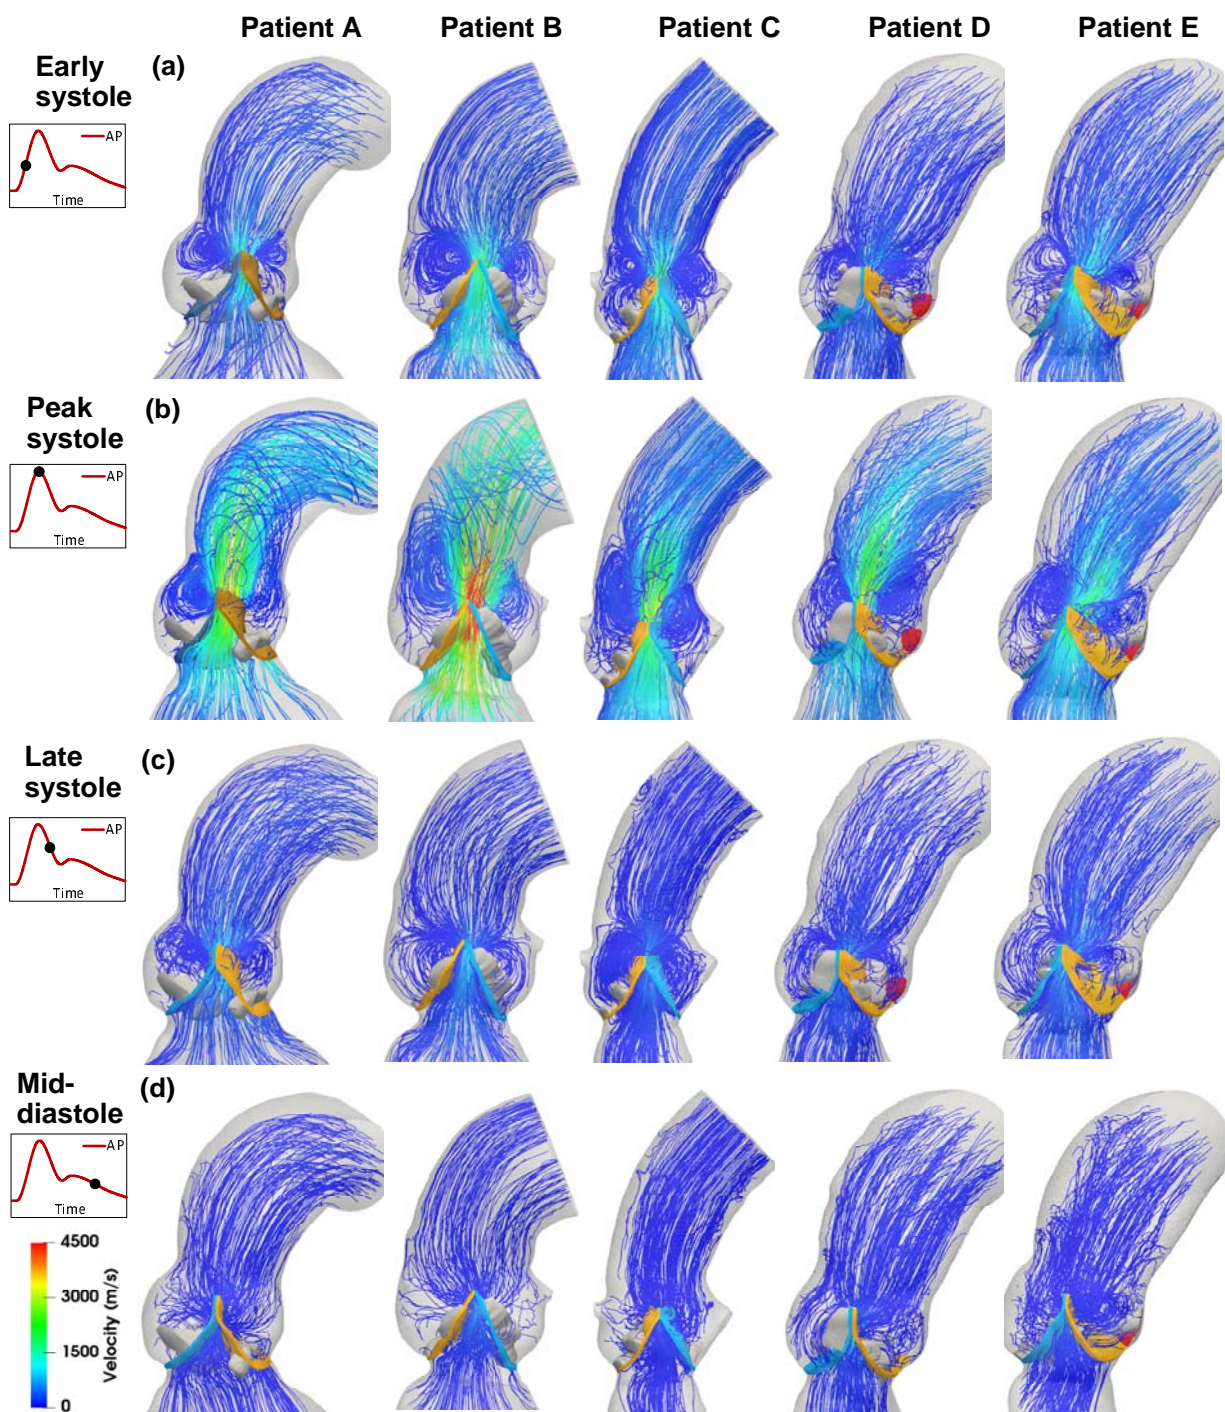 Patient A Patient B Patient C Patient D Patient E
Early
systole
(a)
AP
Time
Peak
systole
(b)
AP
Time
Late
systole
(c)
AP
Time
Mid-
diastole
(d)
AP
Time
4500
3000
1500
0
Velocity (m/s)